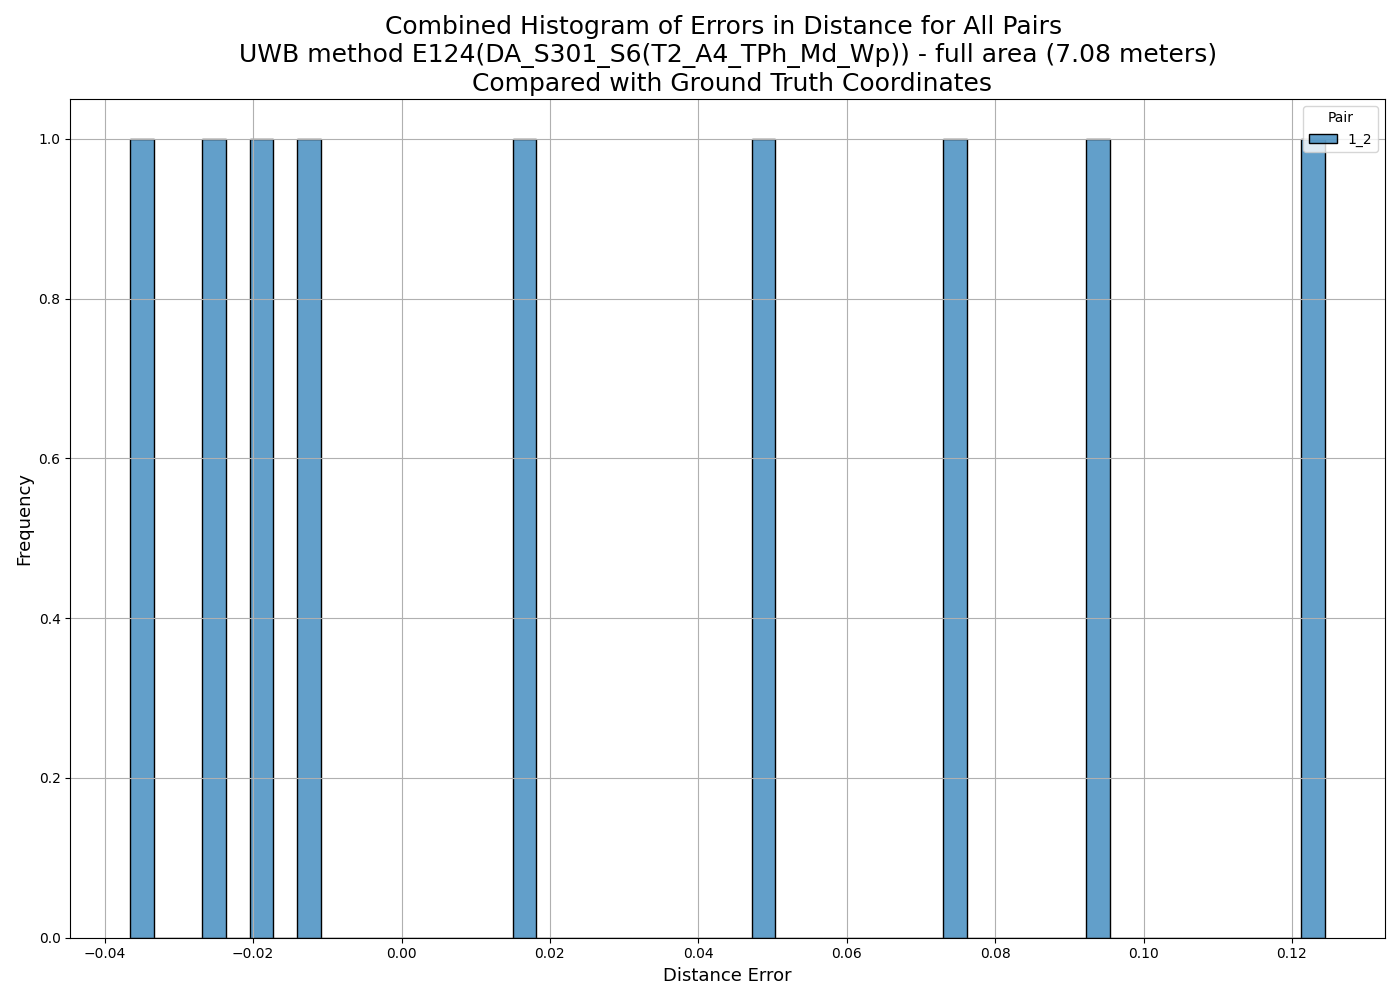 Combined Histogram of Errors in Distance for All Pairs
UWB method E124(DA_S301_S6(T2_A4_TPh_Md_Wp)) - full area (7.08 meters)
Compared with Ground Truth Coordinates
Pair
1_2
1.0
0.8
0.6
0.4
0.2
0.0
Frequency
−0.04 −0.02 0.00 0.02 0.04 0.06 0.08 0.10 0.12
Distance Error